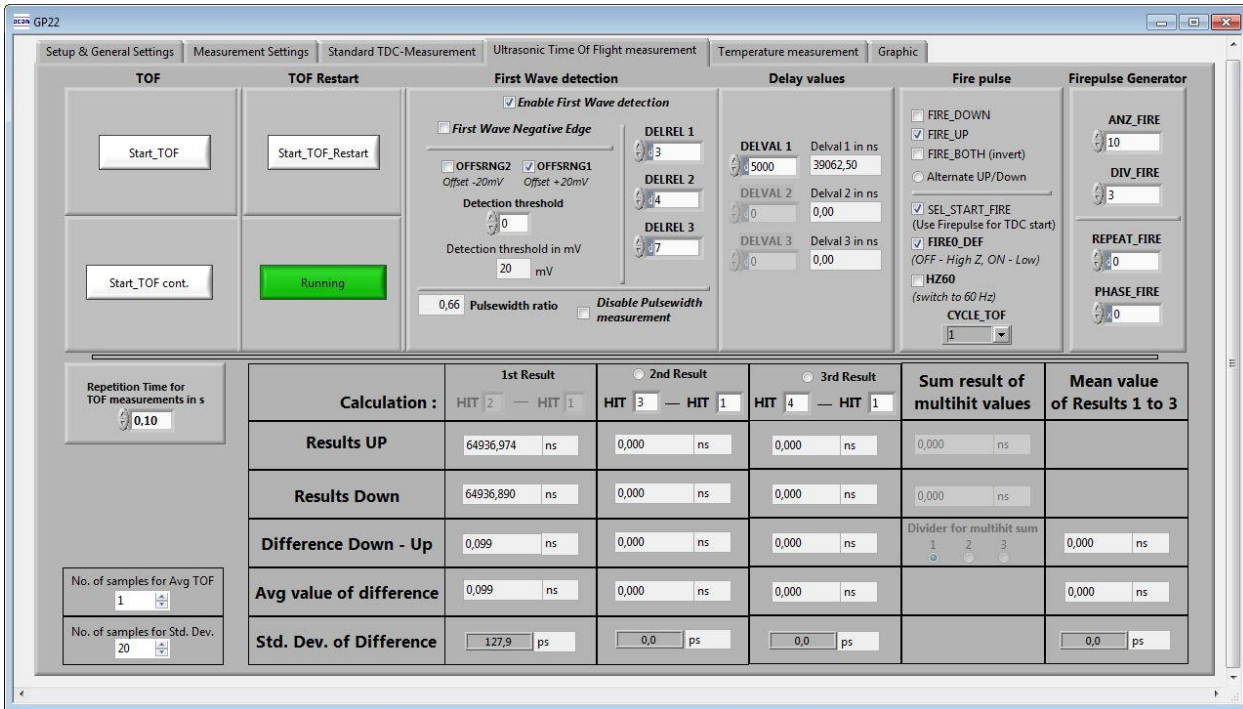 acam GP22
Setup & General Settings
Measurement Settings
Standard TDC-Measurement
Ultrasonic Time Of Flight measurement
Temperature measurement
Graphic
TOF
Start_TOF
Start_TOF cont.
TOF Restart
Start_TOF_Restart
Running
First Wave detection
Enable First Wave detection
First Wave Negative Edge
OFFSRNG2 OFFSRNG1
Offset -20mV Offset +20mV
Detection threshold
0
Detection threshold in mV
20 mV
DELREL 1
d 3
DELREL 2
d 4
DELREL 3
d 7
0,66 Pulsewidth ratio
Disable Pulsewidth
measurement
Delay values
DELVAL 1 Delval 1 in ns
d 5000 39062,50
DELVAL 2 Delval 2 in ns
d 0 0,00
DELVAL 3 Delval 3 in ns
d 0 0,00
Fire pulse
FIRE_DOWN
FIRE_UP
FIRE_BOTH (invert)
Alternate UP/Down
SEL_START_FIRE
(Use Firepulse for TDC start)
FIRE0_DEF
(OFF - High Z, ON - Low)
HZ60
(switch to 60 Hz)
CYCLE_TOF
1
Firepulse Generator
ANZ_FIRE
10
DIV_FIRE
3
REPEAT_FIRE
d 0
PHASE_FIRE
x 0
Repetition Time for
TOF measurements in s
0,10
Calculation :
1st Result
HIT 2 — HIT 1
2nd Result
HIT 3 — HIT 1
3rd Result
HIT 4 — HIT 1
Sum result of
multihit values
Mean value
of Results 1 to 3
Results UP 64936,974 ns 0,000 ns 0,000 ns 0,000 ns
Results Down 64936,890 ns 0,000 ns 0,000 ns 0,000 ns
Difference Down - Up 0,099 ns 0,000 ns 0,000 ns
Divider for multihit sum
1 2 3
0,000 ns
No. of samples for Avg TOF
1
Avg value of difference 0,099 ns 0,000 ns 0,000 ns 0,000 ns
No. of samples for Std. Dev.
20
Std. Dev. of Difference 127,9 ps 0,0 ps 0,0 ps 0,0 ps